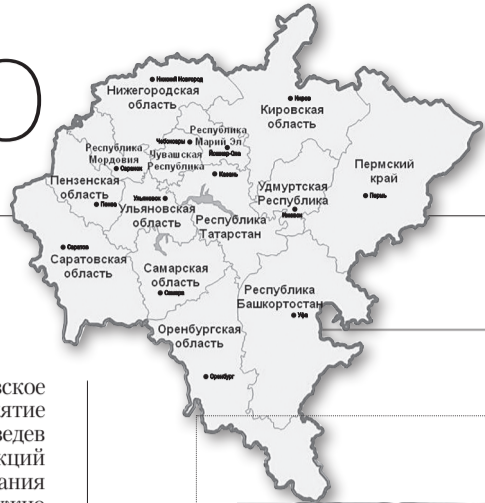 О
Нижний Новгород
Нижегородская
область
Киров
Кировская
область
Республика
Марий Эл
Чебоксары
Йошкар-Ола
Республика
Мордовия
Саранск
Чувашская
Республика
Казань
Пермский
край
Пермь
Пензенская
область
Пенза
Ульяновск
Ульяновская
область
Удмуртская
Республика
Ижевск
Республика
Татарстан
Саратов
Саратовская
область
Самарская
область
Самара
Республика
Башкортостан
Уфа
Оренбургская
область
Оренбург
вское
ятие
ведев
кций
ания